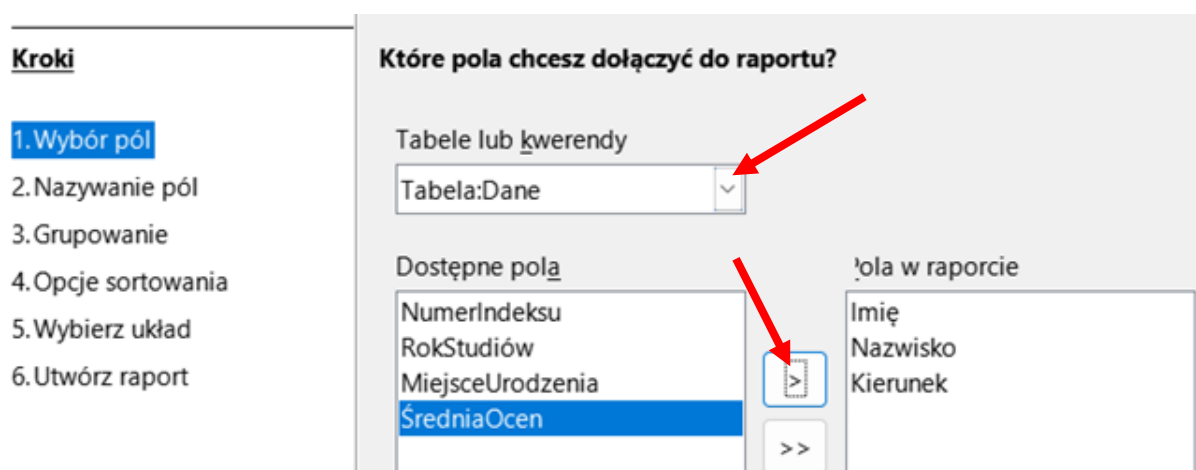 Kroki
1.Wybór pól
2.Nazywanie pól
3.Grupowanie
4.Opcje sortowania
5.Wybierz układ
6.Utwórz raport
Które pola chcesz dołączyć do raportu?
Tabele lub kwerendy
Tabela:Dane
Dostępne pola
NumerIndeksu
RokStudiów
MiejsceUrodzenia
ŚredniaOcen
>
>>
Pola w raporcie
Imię
Nazwisko
Kierunek